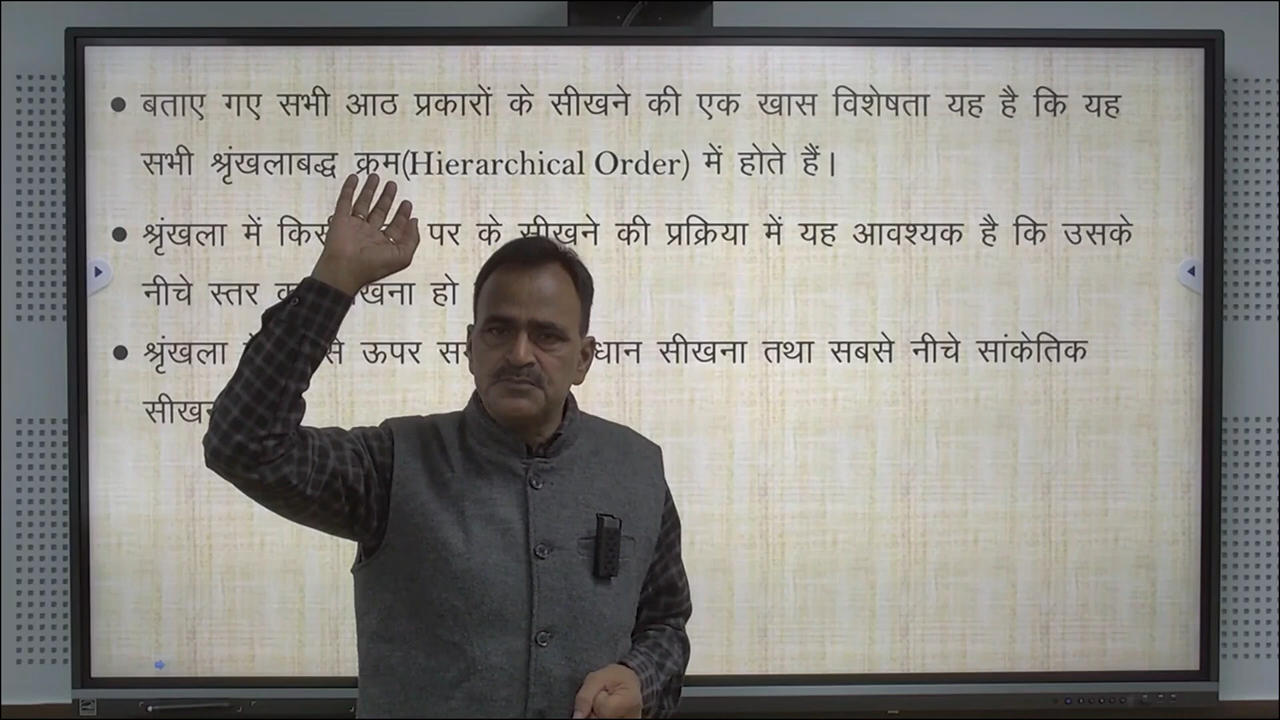 बताए गए सभी आठ प्रकारों के सीखने की एक खास विशेषता यह है कि यह
सभी श्रृंखलाबद्ध क्रम(Hierarchical Order) में होते हैं।
श्रृंखला में पर के सीखने की प्रक्रिया में यह आवश्यक है कि उसके
नीचे स्तर हो
श्रृंखला ऊपर सीखना तथा सबसे नीचे सांकेतिक